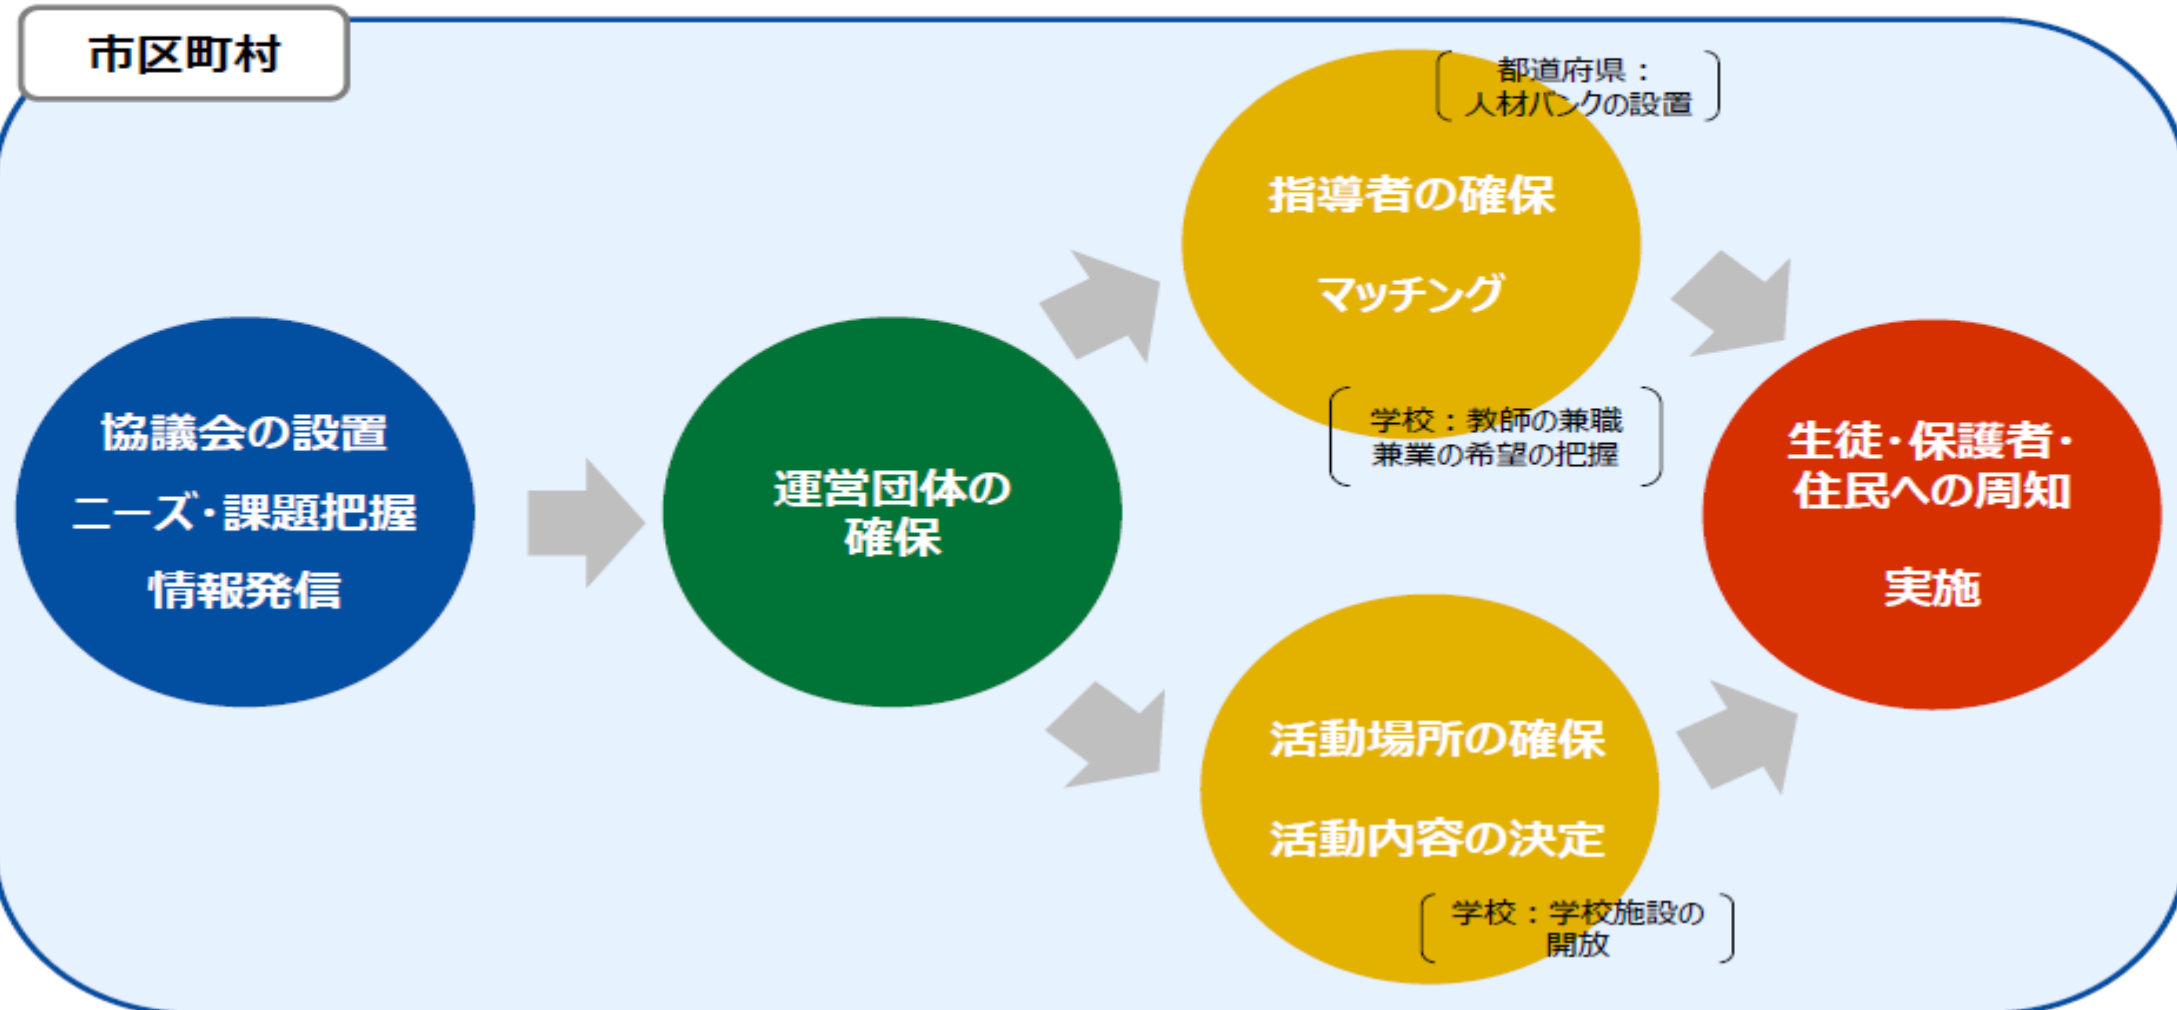 市区町村
協議会の設置
ニーズ・課題把握
情報発信
運営団体の
確保
都道府県：
人材バンクの設置
指導者の確保
マッチング
学校：教師の兼職
兼業の希望の把握
活動場所の確保
活動内容の決定
学校：学校施設の
開放
生徒・保護者・
住民への周知
実施